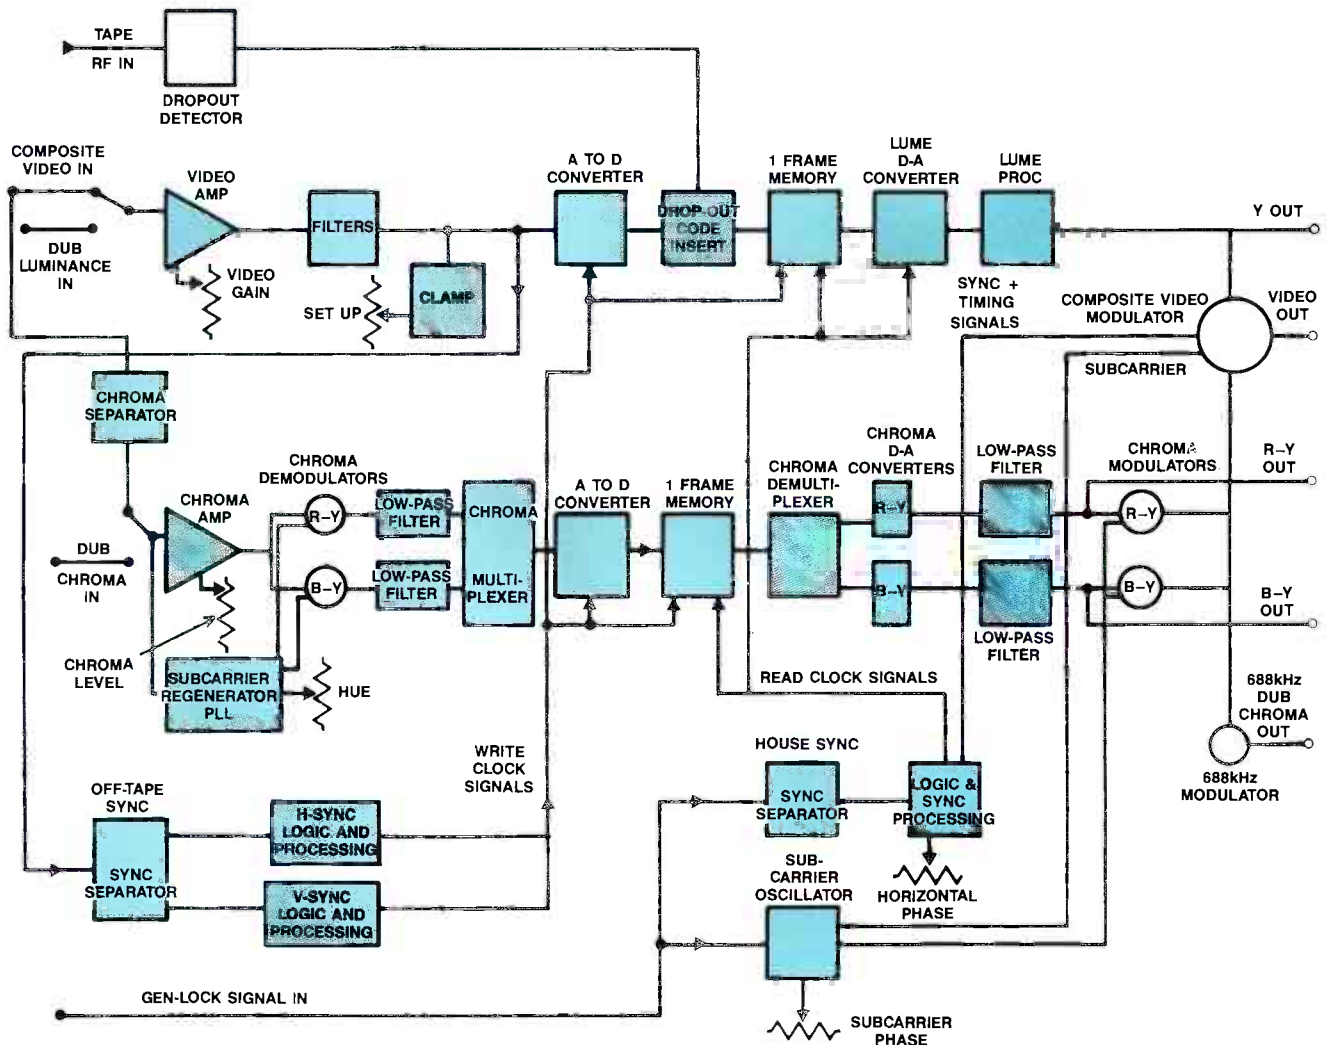 TAPE
RF IN
DROPOUT
DETECTOR
COMPOSITE
VIDEO IN
VIDEO
AMP
DUB
LUMINANCE
IN
VIDEO
GAIN
FILTERS
SET UP
CLAMP
A TO D
CONVERTER
DROP-OUT
CODE
INSERT
1 FRAME
MEMORY
LUME
D-A
CONVERTER
LUME
PROC
Y OUT
SYNC +
TIMING
SIGNALS
COMPOSITE VIDEO
MODULATOR
VIDEO
OUT
SUBCARRIER
CHROMA
SEPARATOR
CHROMA
AMP
DUB
CHROMA
IN
CHROMA
LEVEL
CHROMA
DEMODULATORS
R-Y
B-Y
LOW-PASS
FILTER
LOW-PASS
FILTER
CHROMA
MULTI-
PLEXER
SUBCARRIER
REGENERATOR
PLL
HUE
A TO D
CONVERTER
1 FRAME
MEMORY
CHROMA
DEMULTI-
PLEXER
CHROMA
D-A
CONVERTERS
R-Y
B-Y
LOW-PASS
FILTER
LOW-PASS
FILTER
CHROMA
MODULATORS
R-Y
B-Y
R-Y
OUT
B-Y
OUT
READ CLOCK SIGNALS
688kHz
DUB
CHROMA
OUT
688kHz
MODULATOR
WRITE
CLOCK
SIGNALS
OFF-TAPE
SYNC
SYNC
SEPARATOR
H-SYNC
LOGIC AND
PROCESSING
V-SYNC
LOGIC AND
PROCESSING
HOUSE SYNC
SYNC
SEPARATOR
LOGIC &
SYNC
PROCESSING
HORIZONTAL
PHASE
SUB-
CARRIER
OSCILLATOR
SUBCARRIER
PHASE
GEN-LOCK SIGNAL IN